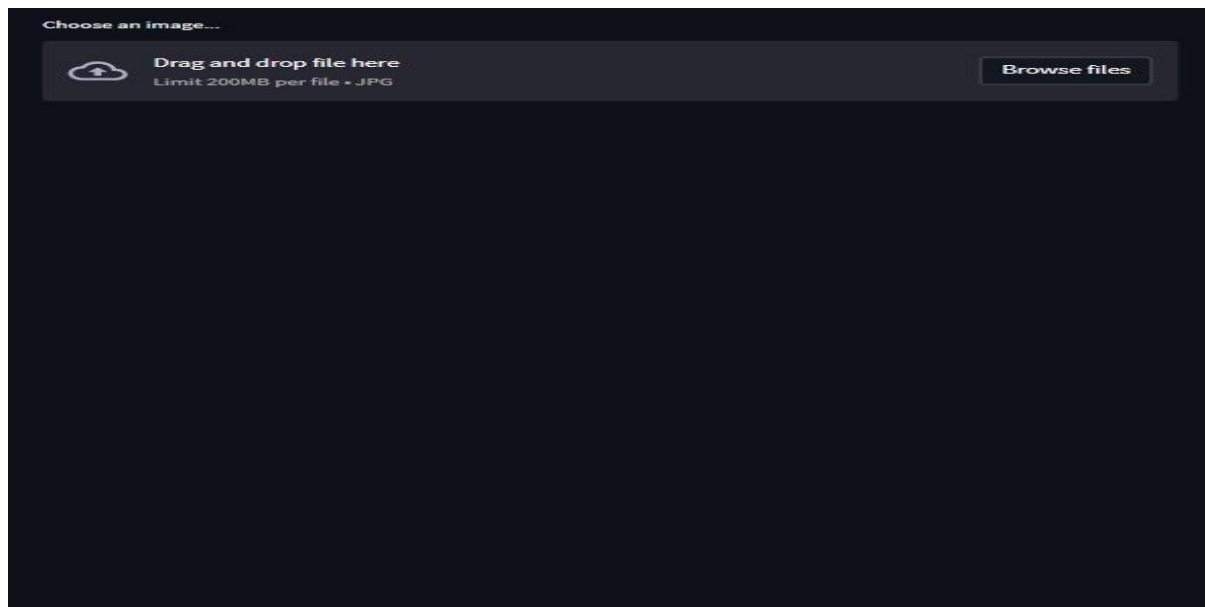 Choose an image...
Drag and drop file here
Limit 200MB per file • JPG
Browse files